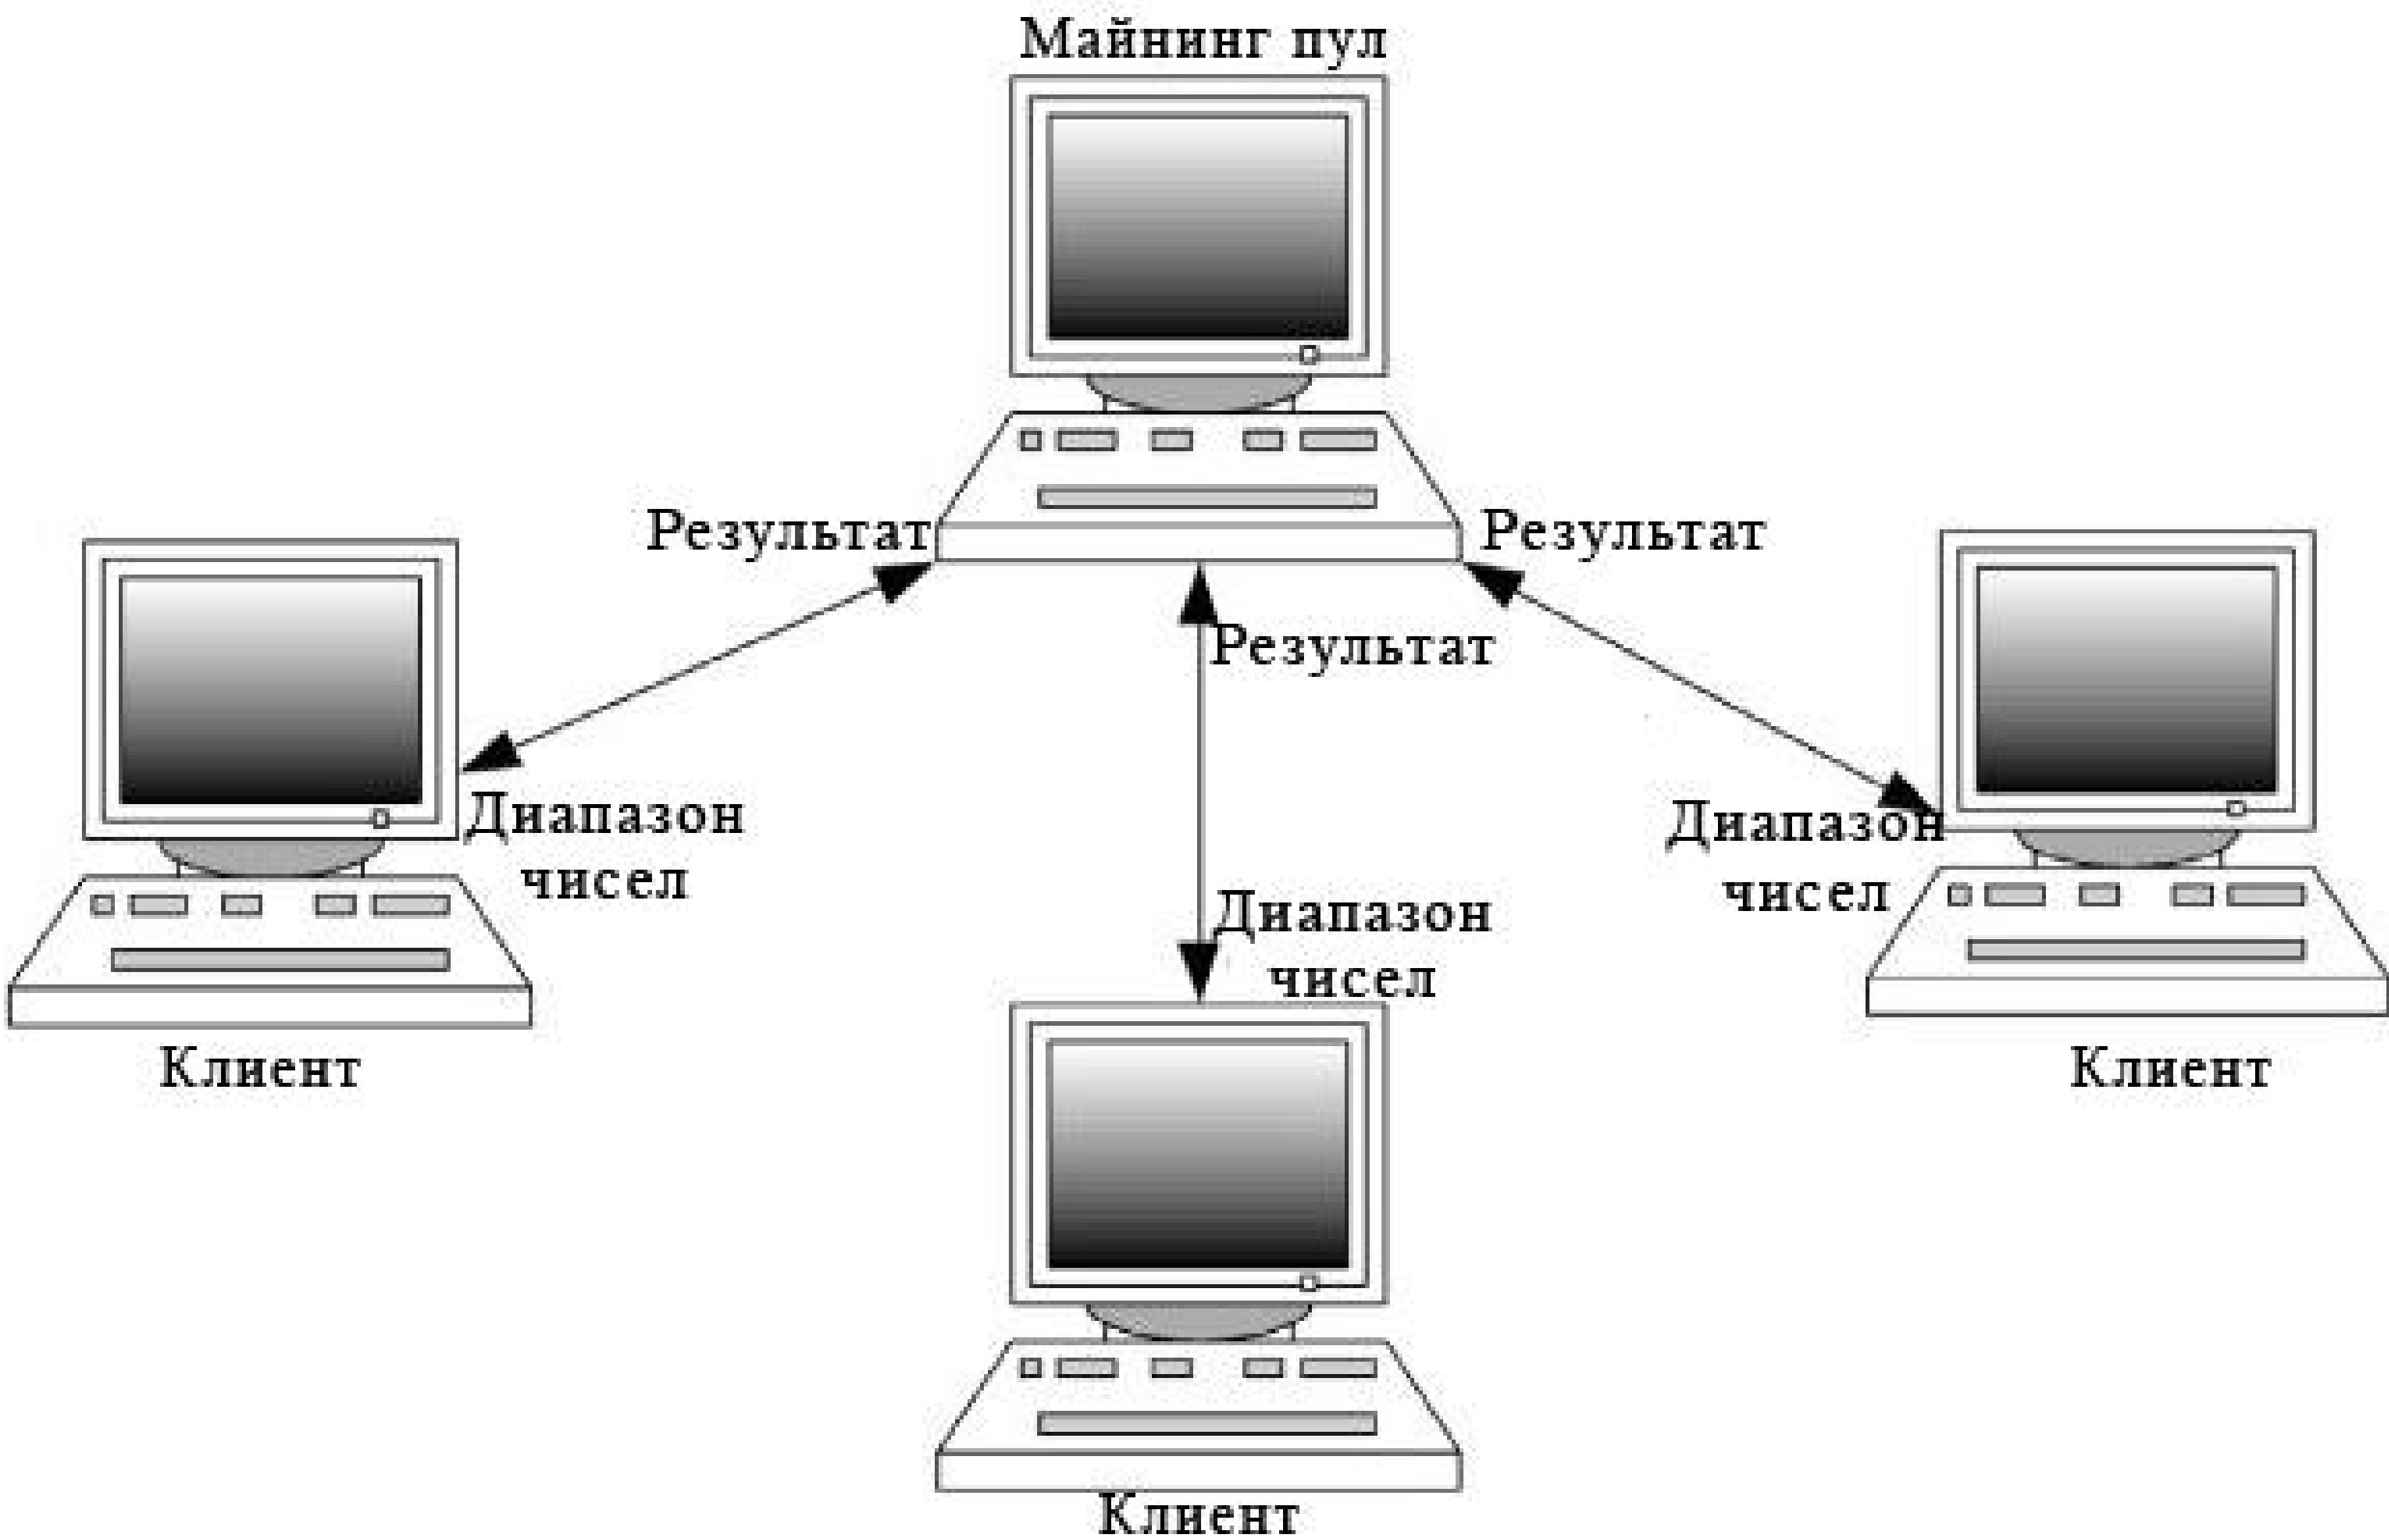 Майнинг пул
Результат
Результат
Результат
Диапазон
чисел
Диапазон
чисел
Диапазон
чисел
Клиент
Клиент
Клиент